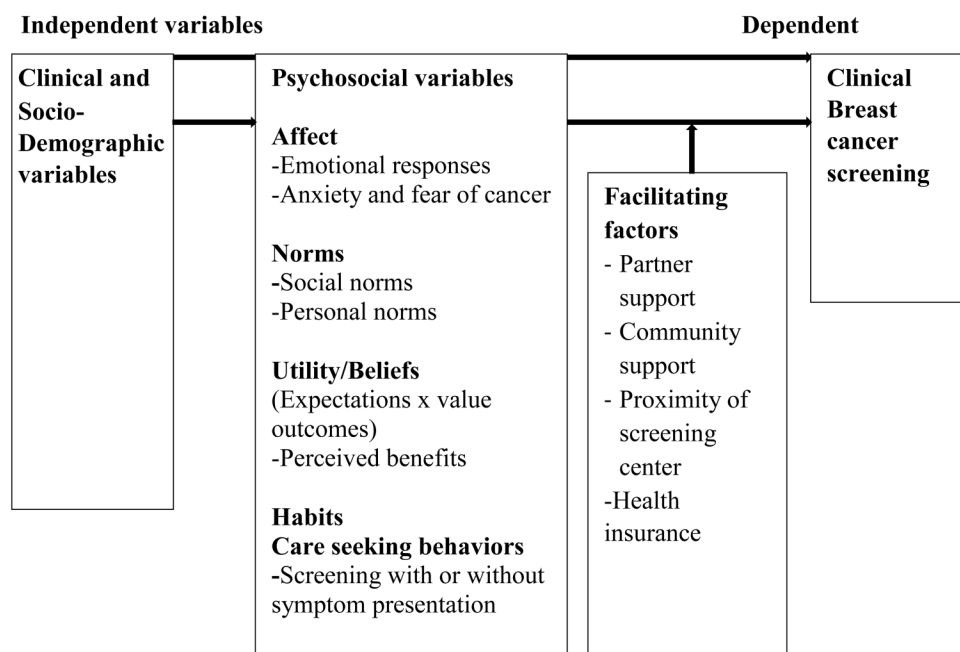 Independent variables
Dependent
Clinical and
Socio-
Demographic
variables
Psychosocial variables
Affect
-Emotional responses
-Anxiety and fear of cancer
Norms
-Social norms
-Personal norms
Utility/Beliefs
(Expectations x value
outcomes)
-Perceived benefits
Habits
Care seeking behaviors
-Screening with or without
symptom presentation
Facilitating
factors
- Partner
support
- Community
support
- Proximity of
screening
center
-Health
insurance
Clinical
Breast
cancer
screening